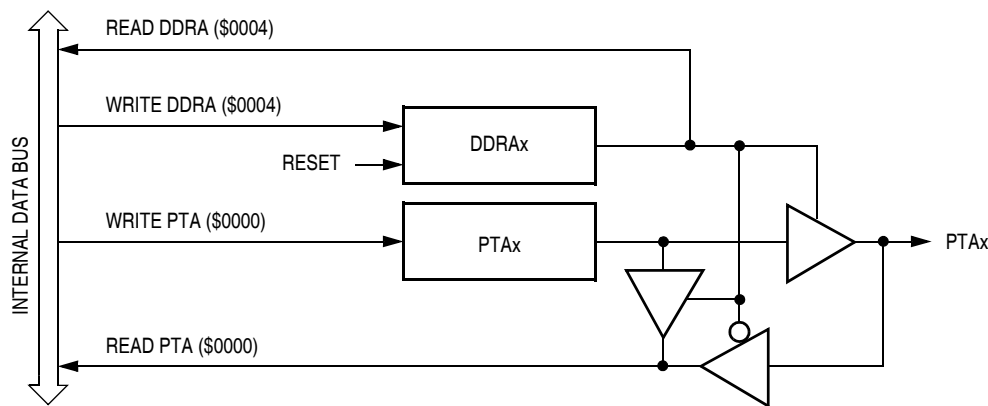 READ DDRA ($0004)
WRITE DDRA ($0004)
DDRAx
RESET
WRITE PTA ($0000)
PTAx
PTAx
READ PTA ($0000)
INTERNAL DATA BUS